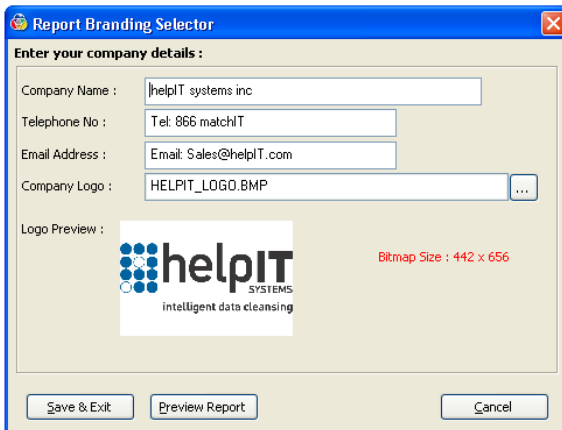 Report Branding Selector
Enter your company details :
Company Name : helpIT systems inc
Telephone No : Tel: 866 matchIT
Email Address : Email: Sales@helpIT.com
Company Logo : HELPIT_LOGO.BMP ...
Logo Preview :
helpIT
SYSTEMS
intelligent data cleansing
Bitmap Size : 442 x 656
Save & Exit Preview Report Cancel